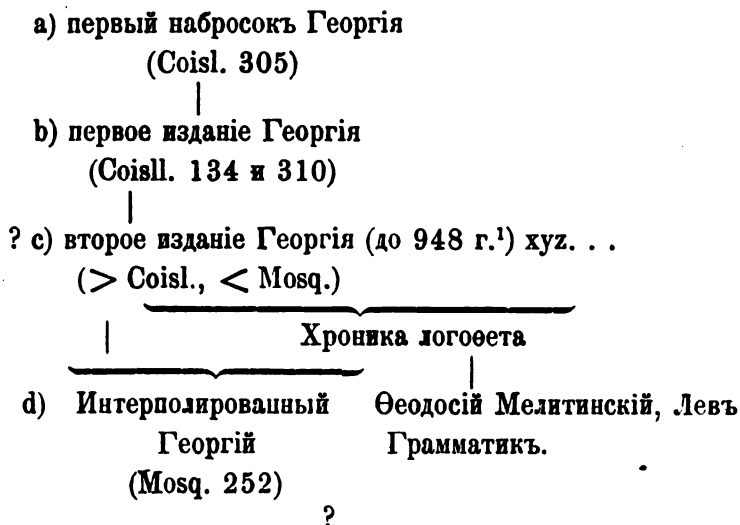 a) первый набросокъ Георгія
(Coisl. 305)
b) первое изданіе Георгія
(Coisll. 134 и 310)
? c) второе изданіе Георгія (до 948 г.¹) xyz. . .
(> Coisl., < Mosq.)
Хроника логоѳета
d) Интерполированный Ѳеодосій Мелитинскій, Левъ
Георгій Грамматикъ.
(Mosq. 252)
?